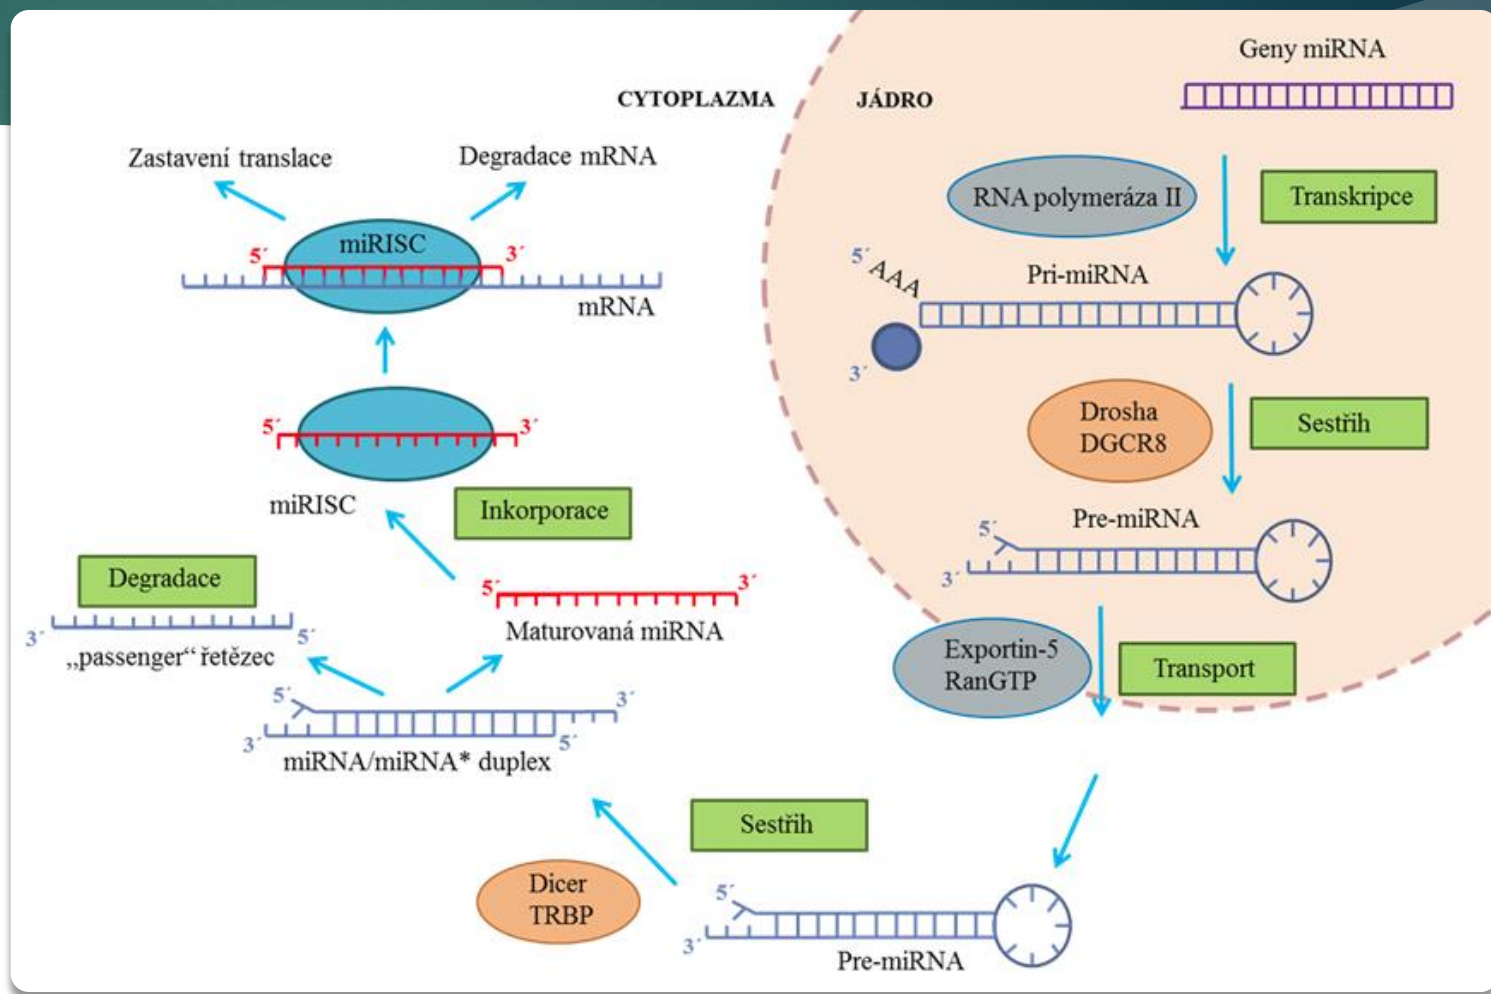 Geny miRNA
CYTOPLAZMA
JÁDRO
Zastavení translace
Degradace mRNA
RNA polymeráza II
Transkripce
miRISC
5´
3´
mRNA
5´
AAA
Pri-miRNA
3´
Drosha
DGCR8
Sestřih
5´
3´
miRISC
Inkorporace
Pre-miRNA
5´
3´
Degradace
3´
5´
„passenger“ řetězec
5´
3´
Maturovaná miRNA
Exportin-5
RanGTP
Transport
5´
3´
3´
5´
miRNA/miRNA* duplex
Sestřih
Dicer
TRBP
5´
3´
Pre-miRNA